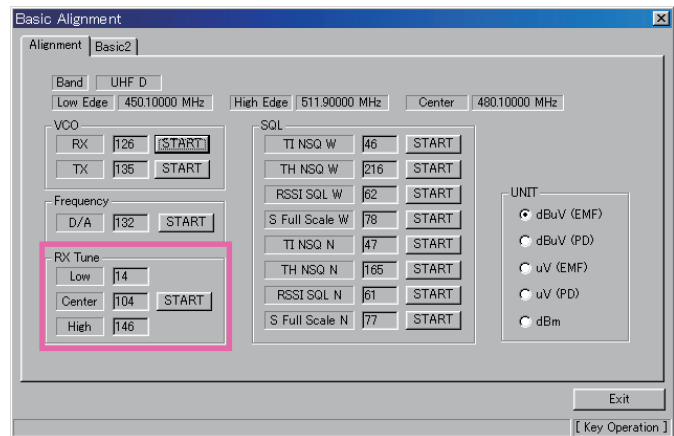 Basic Alignment
Alignment Basic2
Band UHF D
Low Edge 450.10000 MHz High Edge 511.90000 MHz Center 480.10000 MHz
VCO
RX 126 START
TX 135 START
Frequency
D/A 132 START
RX Tune
Low 14
Center 104 START
High 146
SQL
TI NSQ W 46 START
TH NSQ W 216 START
RSSI SQL W 62 START
S Full Scale W 78 START
TI NSQ N 47 START
TH NSQ N 165 START
RSSI SQL N 61 START
S Full Scale N 77 START
UNIT
dBuV (EMF)
dBuV (PD)
uV (EMF)
uV (PD)
dBm
Exit
[ Key Operation ]